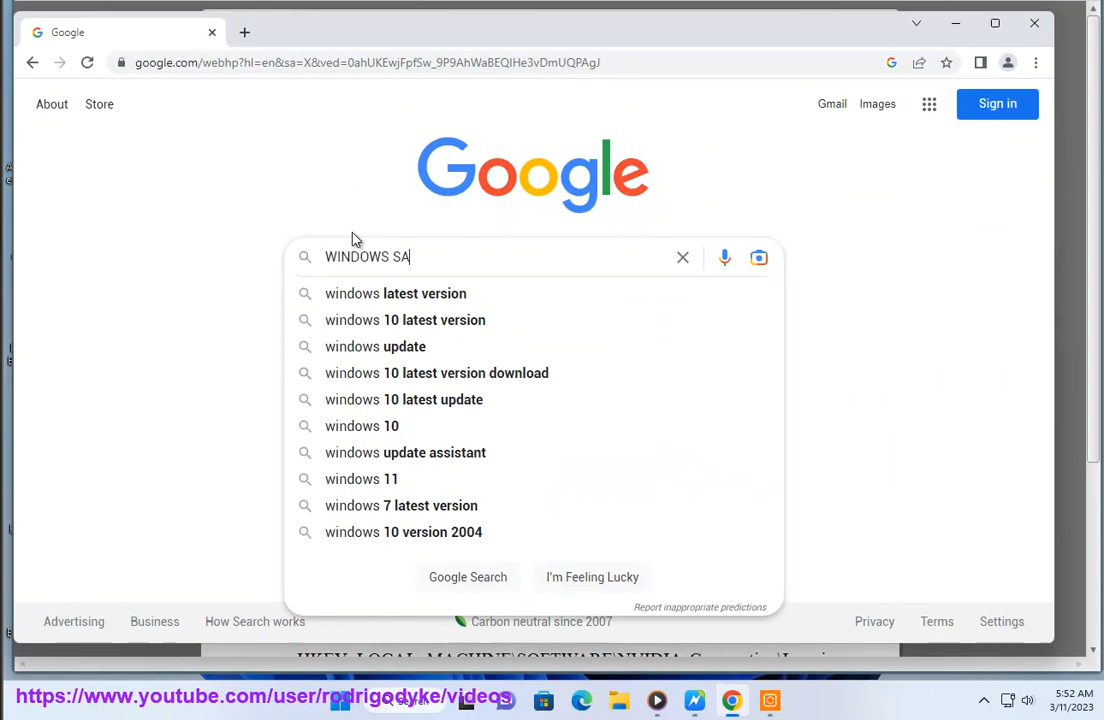 Google
google.com/webhp?hl=en&sa=X&ved=0ahUKEwjFpfSw_9P9AhWaBEQIHe3vDmUQPAgJ
About Store Gmail Images Sign in
Google
WINDOWS SA
windows latest version
windows 10 latest version
windows update
windows 10 latest version download
windows 10 latest update
windows 10
windows update assistant
windows 11
windows 7 latest version
windows 10 version 2004
Google Search I'm Feeling Lucky
Report inappropriate predictions
Advertising Business How Search works Carbon neutral since 2007 Privacy Terms Settings
https://www.youtube.com/user/rodrigodyke/videos
5:52 AM
3/11/2023